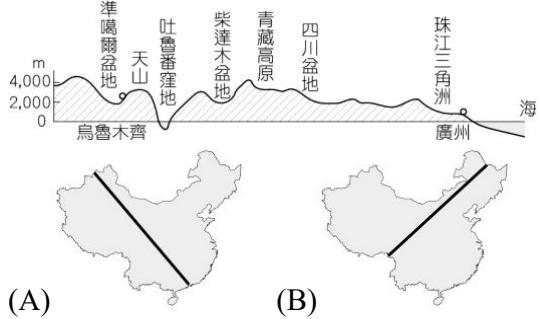 準噶爾盆地
天山
吐魯番窪地
柴達木盆地
青藏高原
四川盆地
珠江三角洲
m
4,000
2,000
0
海
烏魯木齊
廣州
(A)
(B)